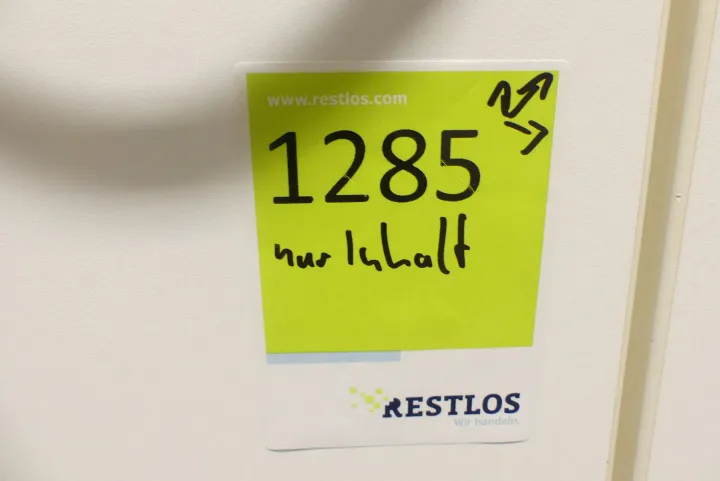 www.restlos.com
1285
nur Inhalt
RESTLOS
Wir handeln.